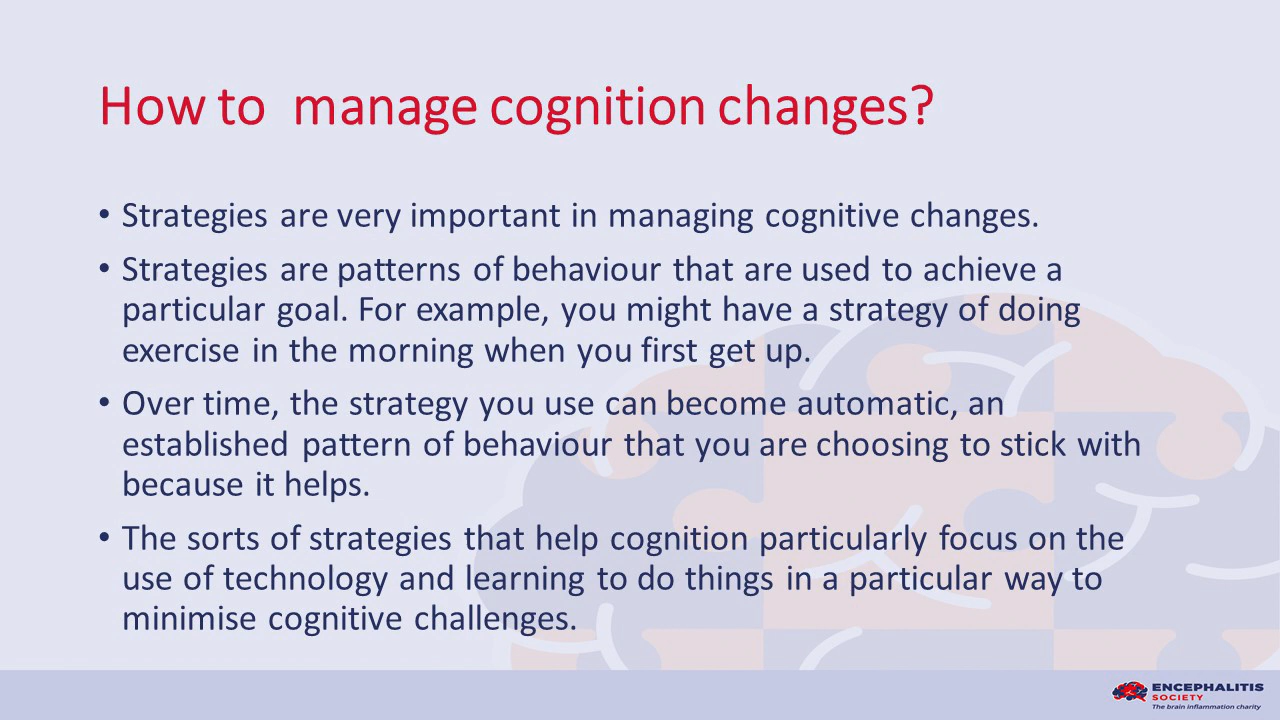 How to  manage cognition changes?
• Strategies are very important in managing cognitive changes.
• Strategies are patterns of behaviour that are used to achieve a
particular goal. For example, you might have a strategy of doing
exercise in the morning when you first get up.
• Over time, the strategy you use can become automatic, an
established pattern of behaviour that you are choosing to stick with
because it helps.
• The sorts of strategies that help cognition particularly focus on the
use of technology and learning to do things in a particular way to
minimise cognitive challenges.
ENCEPHALITIS
SOCIETY
The brain inflammation charity